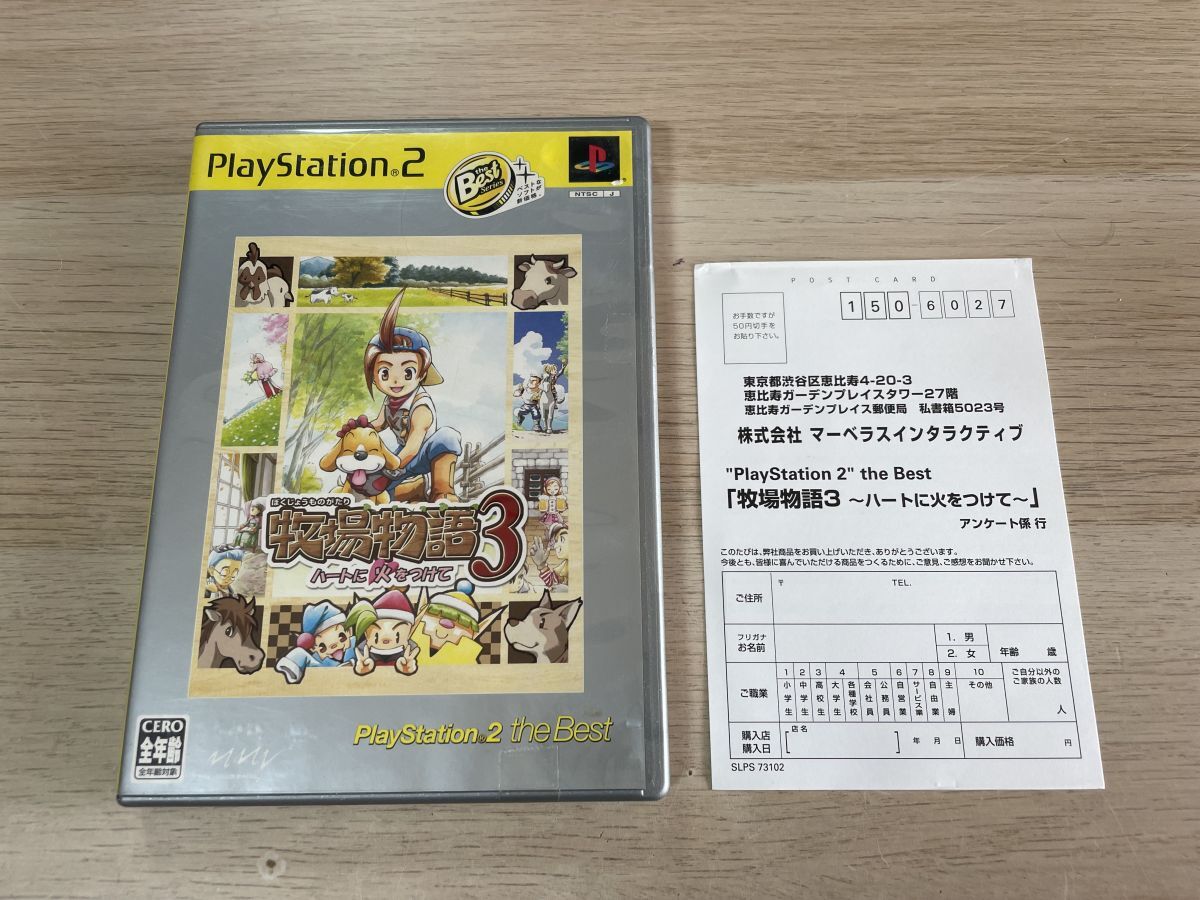 PlayStation®2
the
Best
Series
ベストな
ソフトが
新価格。
NTSC J
ぼくじょうものがたり
牧場物語3
ハートに火をつけて
CERO
全年齢
全年齢対象
PlayStation®2 the Best
POST CARD
お手数ですが
50円切手を
お貼り下さい。
150-6027
東京都渋谷区恵比寿4-20-3
恵比寿ガーデンプレイスタワー27階
恵比寿ガーデンプレイス郵便局 私書箱5023号
株式会社 マーベラスインタラクティブ
"PlayStation 2" the Best
「牧場物語3 ～ハートに火をつけて～」
アンケート係 行
このたびは、弊社商品をお買い上げいただき、ありがとうございます。
今後とも、皆様に喜んでいただける商品をつくるために、ご意見、ご感想をお聞かせ下さい。
ご住所
〒
TEL.
フリガナ
お名前
1. 男
2. 女
年齢 歳
ご職業
1 小学生
2 中学生
3 高校生
4 大学生 各種学校
5 会社員
6 公務員
7 自営業 サービス業
8 自由業
9 主婦
10 その他
ご自分以外の
ご家族の人数
人
購入店
購入日
[店名 ]
年 月 日
購入価格 円
SLPS 73102